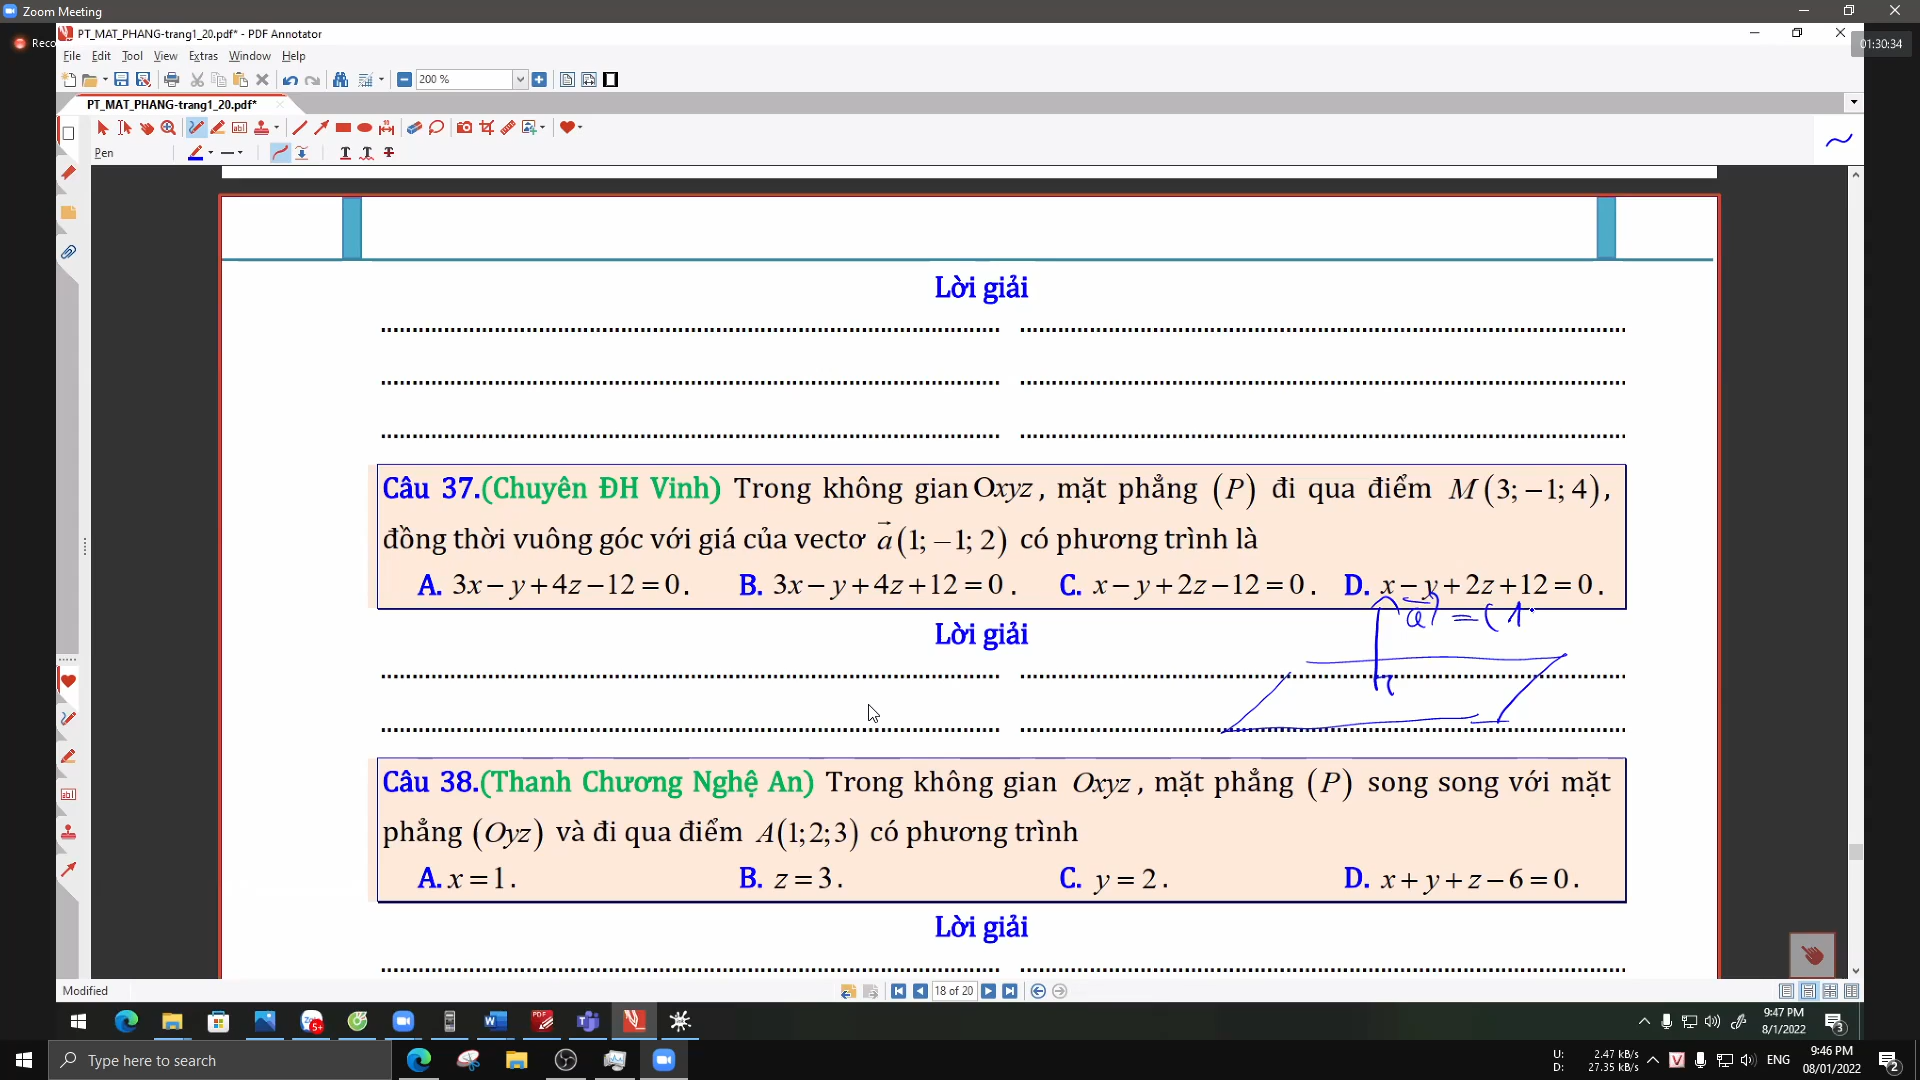 Zoom Meeting
Reco
PT_MAT_PHANG-trang1_20.pdf* - PDF Annotator
01:30:34
File Edit Tool View Extras Window Help
200 %
PT_MAT_PHANG-trang1_20.pdf*
Pen
Lời giải
Câu 37.(Chuyên ĐH Vinh) Trong không gian Oxyz, mặt phẳng (P) đi qua điểm M(3; −1; 4),
đồng thời vuông góc với giá của vectơ a(1; −1; 2) có phương trình là
A. 3x − y + 4z − 12 = 0. B. 3x − y + 4z + 12 = 0. C. x − y + 2z − 12 = 0. D. x − y + 2z + 12 = 0.
a = (1
Lời giải
Câu 38.(Thanh Chương Nghệ An) Trong không gian Oxyz, mặt phẳng (P) song song với mặt
phẳng (Oyz) và đi qua điểm A(1;2;3) có phương trình
A. x = 1. B. z = 3. C. y = 2. D. x + y + z − 6 = 0.
Lời giải
Modified
18 of 20
9:47 PM
8/1/2022
3
Type here to search
U: 2.47 kB/s
D: 27.35 kB/s
ENG
9:46 PM
08/01/2022
2